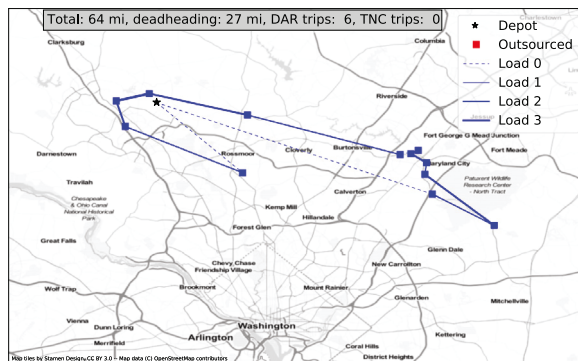 Total: 64 mi, deadheading: 27 mi, DAR trips:  6, TNC trips:  0
Depot
Outsourced
Load 0
Load 1
Load 2
Load 3
Clarksburg
Columbia
Riverside
Fort George G Mead Junction
Fort Meade
Burtonsville
Maryland City
Cloverly
Rossmoor
Darnestown
Travilah
Calverton
Patuxent Wildlife
Research Center
- North Tract
Chesapeake
& Ohio Canal
National Historical
Park
Kemp Mill
Hillandale
Forest Glen
Great Falls
Glenn Dale
Chevy Chase
Friendship Village
New Carrollton
Wolf Trap
Brookmont
Mount Rainier
Glenarden
Mitchellville
Vienna
Dunn Loring
Washington
Merrifield
Arlington
Kettering
Coral Hills
District Heights
Map tiles by Stamen Design,CC BY 3.0 -- Map data (C) OpenStreetMap contributors